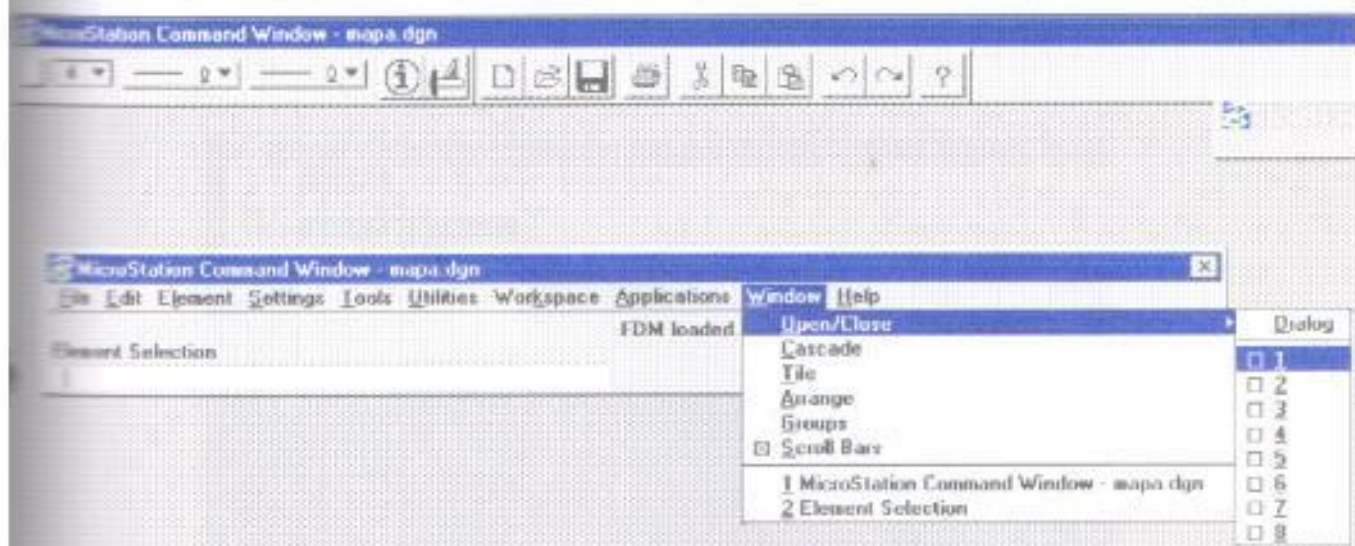 MicroStation Command Window - mapa.dgn
0 0
?
MicroStation Command Window - mapa.dgn
File Edit Element Settings Tools Utilities Workspace Applications Window Help
FDM loaded
Element Selection
Open/Close
Cascade
Tile
Arrange
Groups
Scroll Bars
1 MicroStation Command Window - mapa.dgn
2 Element Selection
Dialog
1
2
3
4
5
6
7
8